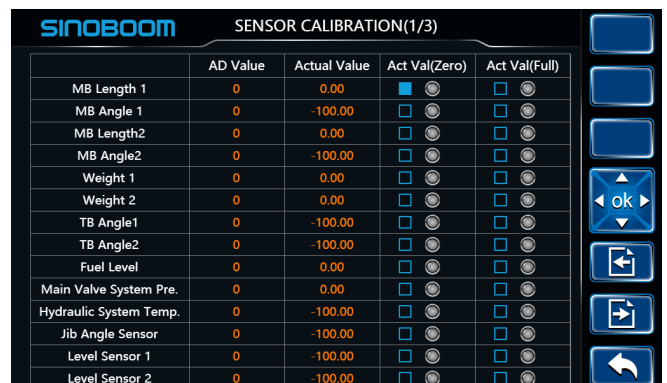 SINOBOOM
SENSOR CALIBRATION(1/3)
AD Value Actual Value Act Val(Zero) Act Val(Full)
MB Length 1 0 0.00
MB Angle 1 0 -100.00
MB Length2 0 0.00
MB Angle2 0 -100.00
Weight 1 0 0.00
Weight 2 0 0.00
TB Angle1 0 -100.00
TB Angle2 0 -100.00
Fuel Level 0 0.00
Main Valve System Pre. 0 0.00
Hydraulic System Temp. 0 -100.00
Jib Angle Sensor 0 -100.00
Level Sensor 1 0 -100.00
Level Sensor 2 0 -100.00
ok